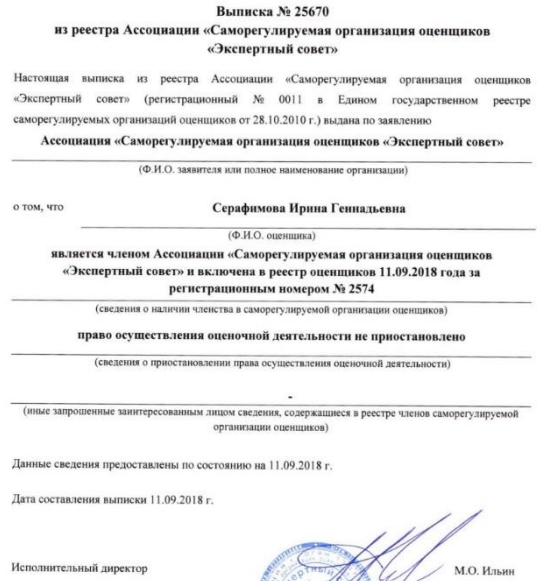 Выписка № 25670
из реестра Ассоциации «Саморегулируемая организация оценщиков
«Экспертный совет»
Настоящая выписка из реестра Ассоциации «Саморегулируемая организация оценщиков
«Экспертный совет» (регистрационный № 0011 в Едином государственном реестре
саморегулируемых организаций оценщиков от 28.10.2010 г.) выдана по заявлению
Ассоциация «Саморегулируемая организация оценщиков «Экспертный совет»
(Ф.И.О. заявителя или полное наименование организации)
о том, что Серафимова Ирина Геннадьевна
(Ф.И.О. оценщика)
является членом Ассоциации «Саморегулируемая организация оценщиков
«Экспертный совет» и включена в реестр оценщиков 11.09.2018 года за
регистрационным номером № 2574
(сведения о наличии членства в саморегулируемой организации оценщиков)
право осуществления оценочной деятельности не приостановлено
(сведения о приостановлении права осуществления оценочной деятельности)
-
(иные запрошенные заинтересованным лицом сведения, содержащиеся в реестре членов саморегулируемой
организации оценщиков)
Данные сведения предоставлены по состоянию на 11.09.2018 г.
Дата составления выписки 11.09.2018 г.
Исполнительный директор М.О. Ильин